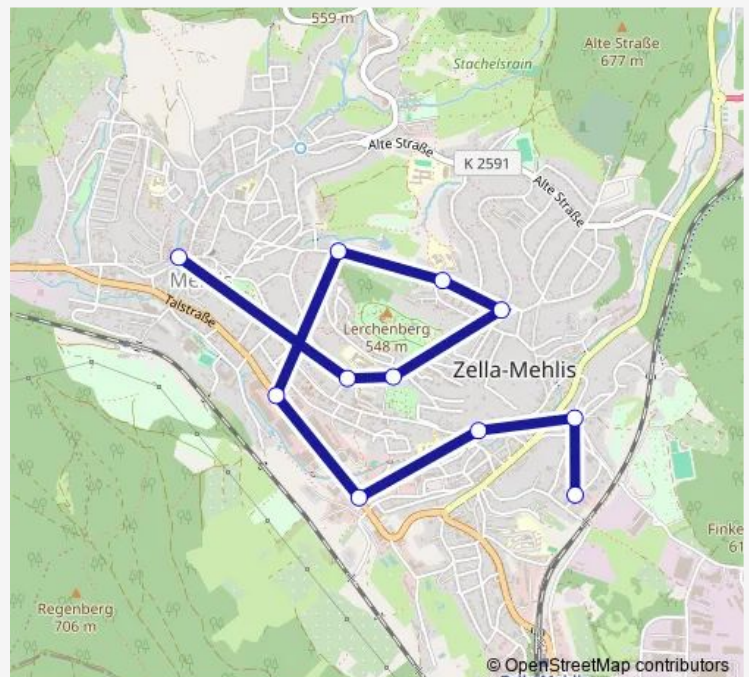 559 m
Alte Straße
677 m
Stachelsrain
Alte Straße
K 2591
Alte Straße
Talstraße
Lerchenberg
548 m
Zella-Mehlis
Regenberg
706 m
© OpenStreetMap contributors